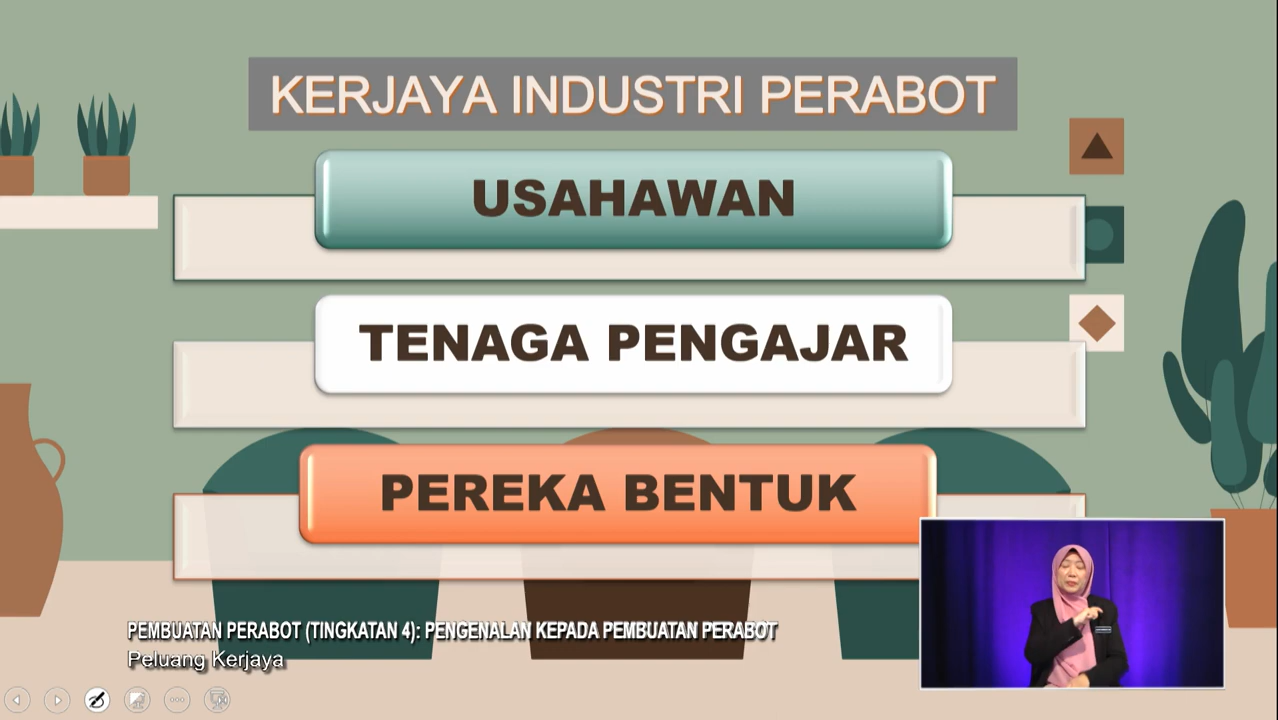 KERJAYA INDUSTRI PERABOT
USAHAWAN
TENAGA PENGAJAR
PEREKA BENTUK
PEMBUATAN PERABOT (TINGKATAN 4): PENGENALAN KEPADA PEMBUATAN PERABOT
Peluang Kerjaya